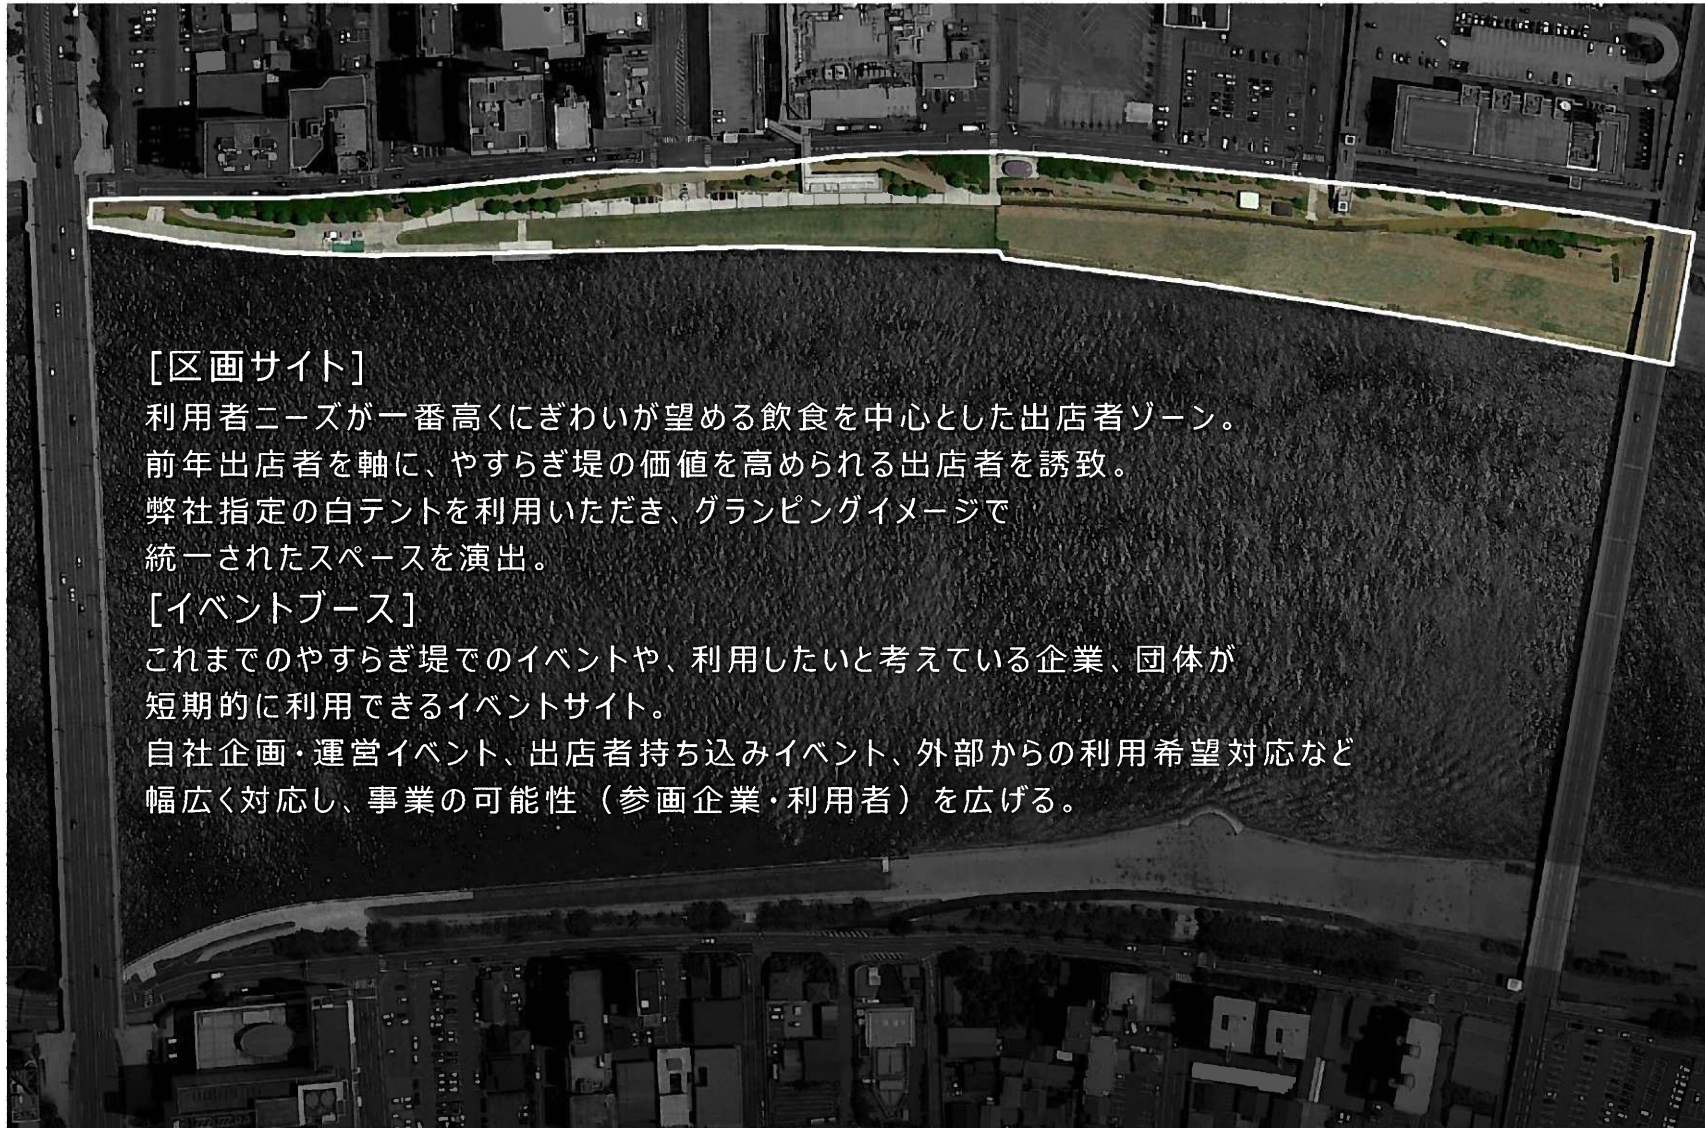 [区画サイト]
利用者ニーズが一番高くにぎわいが望める飲食を中心とした出店者ゾーン。
前年出店者を軸に、やすらぎ堤の価値を高められる出店者を誘致。
弊社指定の白テントを利用いただき、グランピングイメージで
統一されたスペースを演出。
[イベントブース]
これまでのやすらぎ堤でのイベントや、利用したいと考えている企業、団体が
短期的に利用できるイベントサイト。
自社企画・運営イベント、出店者持ち込みイベント、外部からの利用希望対応など
幅広く対応し、事業の可能性（参画企業・利用者）を広げる。